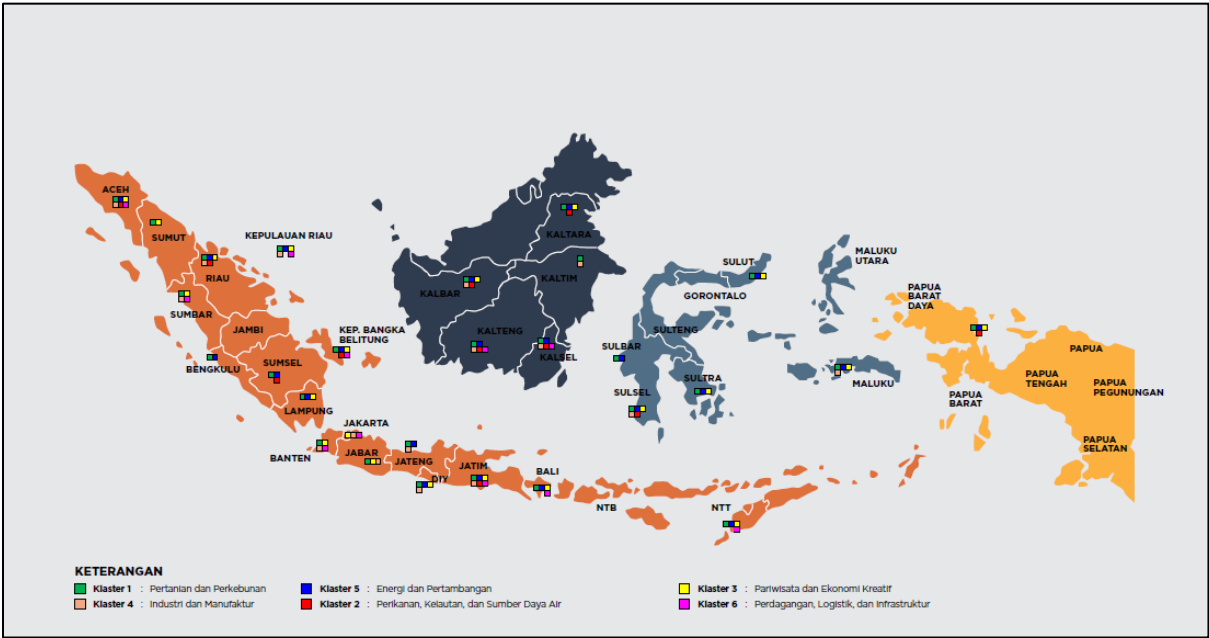 ACEH
SUMUT
KEPULAUAN RIAU
RIAU
SUMBAR
JAMBI
KEP. BANGKA
BELITUNG
BENGKULU
SUMSEL
LAMPUNG
JAKARTA
BANTEN
JABAR
JATENG
DIY
JATIM
BALI
NTB
NTT
KALTARA
KALTIM
KALBAR
KALTENG
KALSEL
SULUT
GORONTALO
SULTENG
SULBAR
SULTRA
SULSEL
MALUKU
UTARA
MALUKU
PAPUA
BARAT
DAYA
PAPUA
PAPUA
TENGAH
PAPUA
PEGUNUNGAN
PAPUA
BARAT
PAPUA
SELATAN
KETERANGAN
Klaster 1 : Pertanian dan Perkebunan
Klaster 5 : Energi dan Pertambangan
Klaster 3 : Pariwisata dan Ekonomi Kreatif
Klaster 4 : Industri dan Manufaktur
Klaster 2 : Perikanan, Kelautan, dan Sumber Daya Air
Klaster 6 : Perdagangan, Logistik, dan Infrastruktur